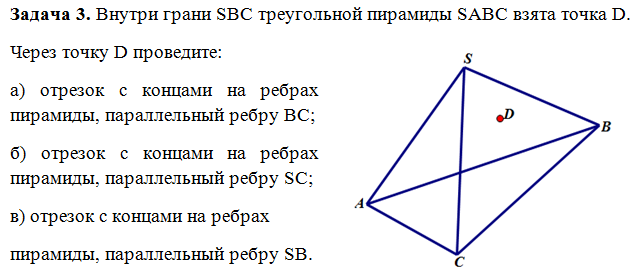 Задача 3. Внутри грани SBC треугольной пирамиды SABC взята точка D.
Через точку D проведите:
а) отрезок с концами на ребрах
пирамиды, параллельный ребру BC;
б) отрезок с концами на ребрах
пирамиды, параллельный ребру SC;
в) отрезок с концами на ребрах
пирамиды, параллельный ребру SB.
S
D
B
A
C